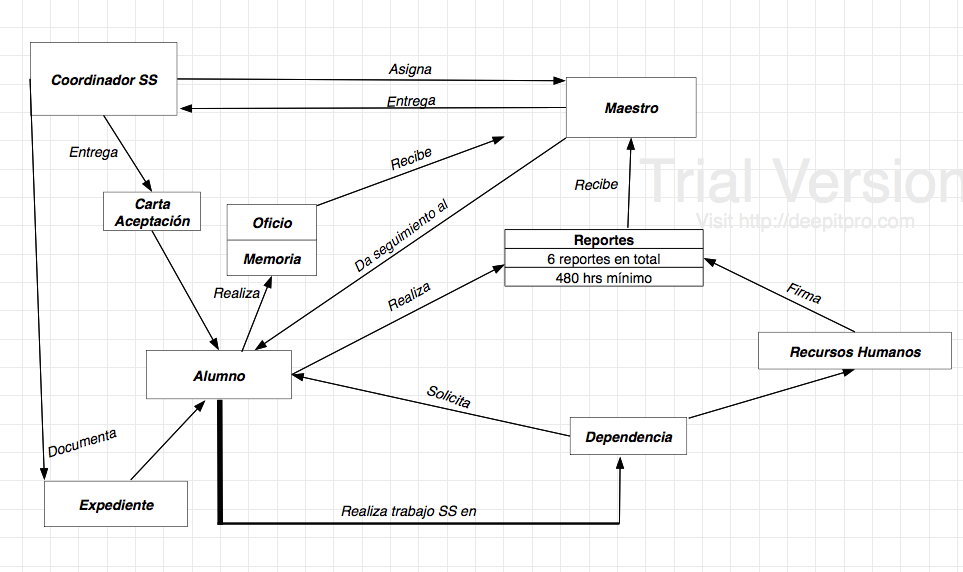 Coordinador SS
Asigna
Entrega
Maestro
Entrega
Recibe
Carta
Aceptación
Oficio
Memoria
Recibe
Trial Version
Visit http://deepitpro.com
Da seguimiento al
Reportes
6 reportes en total
480 hrs mínimo
Realiza
Realiza
Firma
Recursos Humanos
Alumno
Solicita
Dependencia
Documenta
Expediente
Realiza trabajo SS en